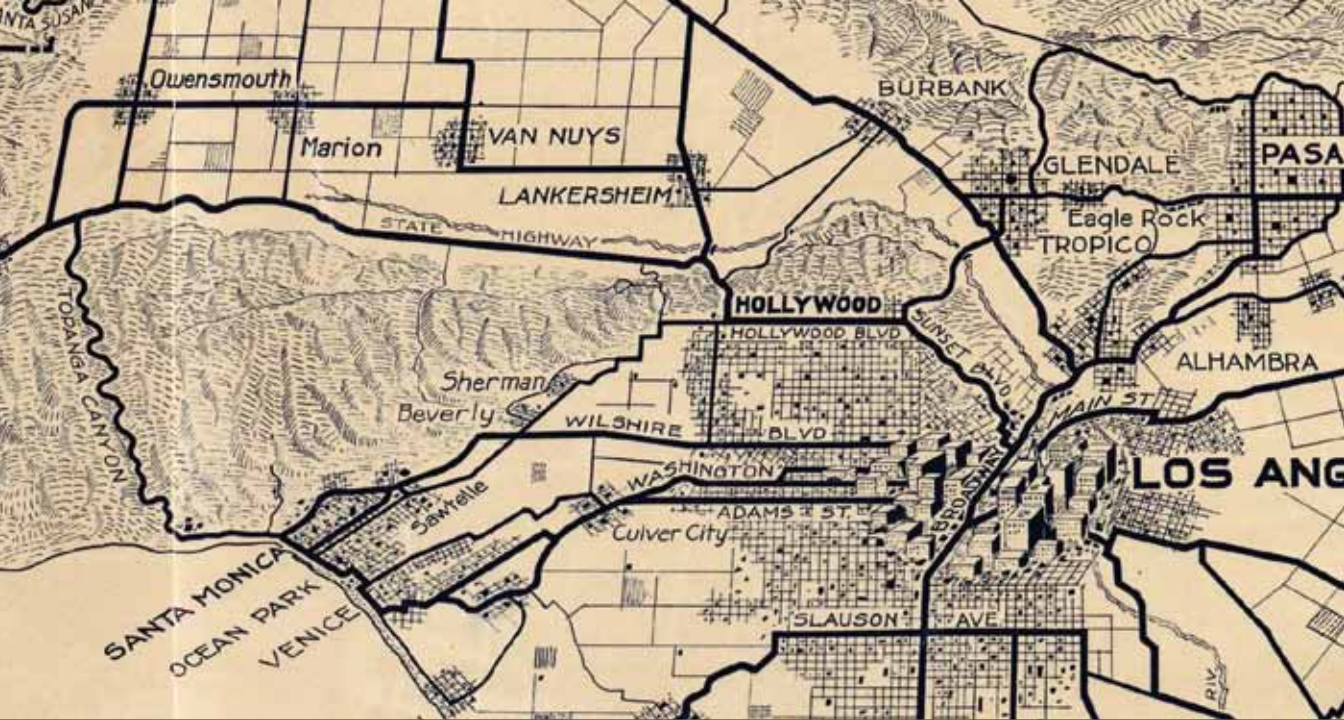 NTA SUSAN
Owensmouth
BURBANK
Marion
VAN NUYS
GLENDALE
PASA
LANKERSHEIM
Eagle Rock
STATE HIGHWAY
TROPICO
TOPANGA CANYON
HOLLYWOOD
HOLLYWOOD BLVD
SUNSET BLVD
ALHAMBRA
Sherman
Beverly
MAIN ST
WILSHIRE BLVD
WASHINGTON
LOS ANG
BROADWAY
Sawtelle
ADAMS ST
Culver City
SANTA MONICA
OCEAN PARK
VENICE
SLAUSON AVE
RIV